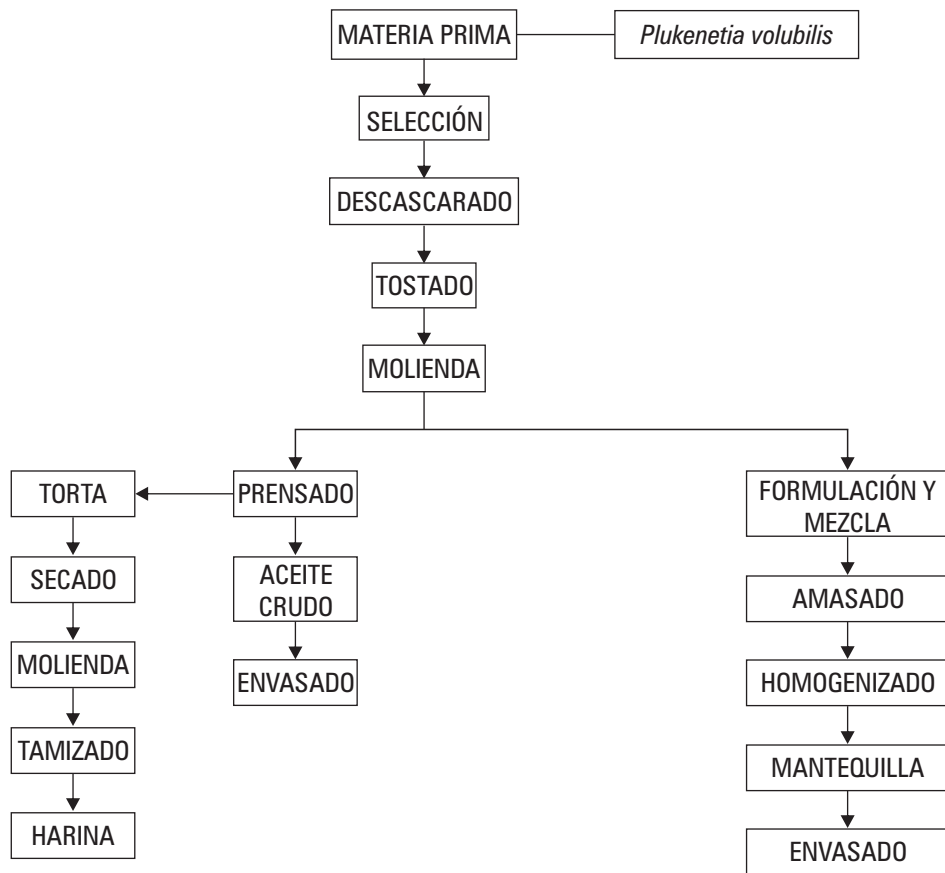 MATERIA PRIMA
Plukenetia volubilis
SELECCIÓN
DESCASCARADO
TOSTADO
MOLIENDA
TORTA
PRENSADO
FORMULACIÓN Y
MEZCLA
SECADO
ACEITE
CRUDO
AMASADO
MOLIENDA
ENVASADO
HOMOGENIZADO
TAMIZADO
MANTEQUILLA
HARINA
ENVASADO